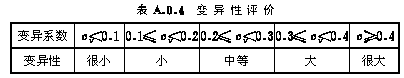 表 A.0.4 变异性评价
变异系数 σ<0.1 0.1≤σ<0.2 0.2≤σ<0.3 0.3≤σ<0.4 σ≥0.4
变异性 很小 小 中等 大 很大